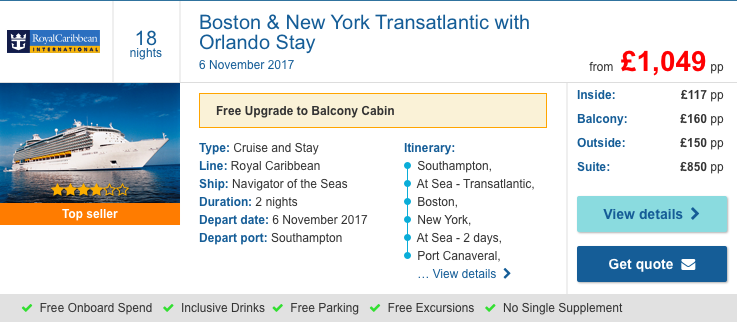 RoyalCaribbean
INTERNATIONAL
18
nights
Boston & New York Transatlantic with
Orlando Stay
6 November 2017
from £1,049 pp
Top seller
Free Upgrade to Balcony Cabin
Type: Cruise and Stay
Line: Royal Caribbean
Ship: Navigator of the Seas
Duration: 2 nights
Depart date: 6 November 2017
Depart port: Southampton
Itinerary:
Southampton,
At Sea - Transatlantic,
Boston,
New York,
At Sea - 2 days,
Port Canaveral,
... View details
Inside: £117 pp
Balcony: £160 pp
Outside: £150 pp
Suite: £850 pp
View details
Get quote
Free Onboard Spend Inclusive Drinks Free Parking Free Excursions No Single Supplement